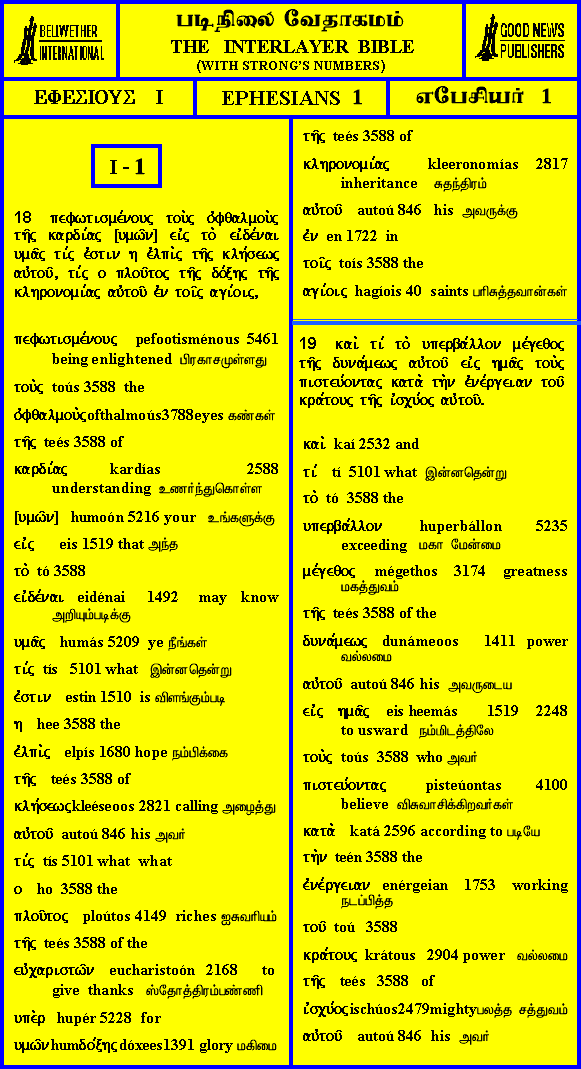 BELLWETHER
INTERNATIONAL
படிநிலை வேதாகமம்
THE INTERLAYER BIBLE
(WITH STRONG'S NUMBERS)
GOOD NEWS
PUBLISHERS
ΕΦΕΣΙΟΥΣ I
EPHESIANS 1
எபேசியர் 1
I - 1
18 πεφωτισμένους τοὺς ὀφθαλμοὺς
τῆς καρδίας [υμῶν] εἰς τὸ εἰδέναι
υμᾶς τίς ἐστιν η ἐλπὶς τῆς κλήσεως
αὐτοῦ, τίς ο πλοῦτος τῆς δόξης τῆς
κληρονομίας αὐτοῦ ἐν τοῖς αγίοις,
πεφωτισμένους pefootisménous 5461
being enlightened பிரகாசமுள்ளது
τοὺς toús 3588 the
ὀφθαλμοὺς ofthalmoús 3788 eyes கண்கள்
τῆς teés 3588 of
καρδίας kardías 2588
understanding உணர்ந்துகொள்ள
[υμῶν] humoón 5216 your உங்களுக்கு
εἰς eis 1519 that அந்த
τὸ tó 3588
εἰδέναι eidénai 1492 may know
அறியும்படிக்கு
υμᾶς humás 5209 ye நீங்கள்
τίς tís 5101 what இன்னதென்று
ἐστιν estin 1510 is விளங்கும்படி
η hee 3588 the
ἐλπὶς elpís 1680 hope நம்பிக்கை
τῆς teés 3588 of
κλήσεως kleéseoos 2821 calling அழைத்து
αὐτοῦ autoú 846 his அவர்
τίς tís 5101 what what
ο ho 3588 the
πλοῦτος ploútos 4149 riches ஐசுவரியம்
τῆς teés 3588 of the
εὐχαριστῶν eucharistoón 2168 to
give thanks ஸ்தோத்திரம்பண்ணி
υπὲρ hupér 5228 for
υμῶν hum δόξης dóxees 1391 glory மகிமை
τῆς teés 3588 of
κληρονομίας kleeronomías 2817
inheritance சுதந்திரம்
αὐτοῦ autoú 846 his அவருக்கு
ἐν en 1722 in
τοῖς toís 3588 the
αγίοις hagíois 40 saints பரிசுத்தவான்கள்
19 καὶ τί τὸ υπερβάλλον μέγεθος
τῆς δυνάμεως αὐτοῦ εἰς ημᾶς τοὺς
πιστεύοντας κατὰ τὴν ἐνέργειαν τοῦ
κράτους τῆς ἰσχύος αὐτοῦ.
καὶ kaí 2532 and
τί tí 5101 what இன்னதென்று
τὸ tó 3588 the
υπερβάλλον huperbállon 5235
exceeding மகா மேன்மை
μέγεθος mégethos 3174 greatness
மகத்துவம்
τῆς teés 3588 of the
δυνάμεως dunámeoos 1411 power
வல்லமை
αὐτοῦ autoú 846 his அவருடைய
εἰς ημᾶς eis heemás 1519 2248
to usward நம்மிடத்திலே
τοὺς toús 3588 who அவர்
πιστεύοντας pisteúontas 4100
believe விசுவாசிக்கிறவர்கள்
κατὰ katá 2596 according to படியே
τὴν teén 3588 the
ἐνέργειαν enérgeian 1753 working
நடப்பித்த
τοῦ toú 3588
κράτους krátous 2904 power வல்லமை
τῆς teés 3588 of
ἰσχύος ischúos 2479 mighty பலத்த சத்துவம்
αὐτοῦ autoú 846 his அவர்